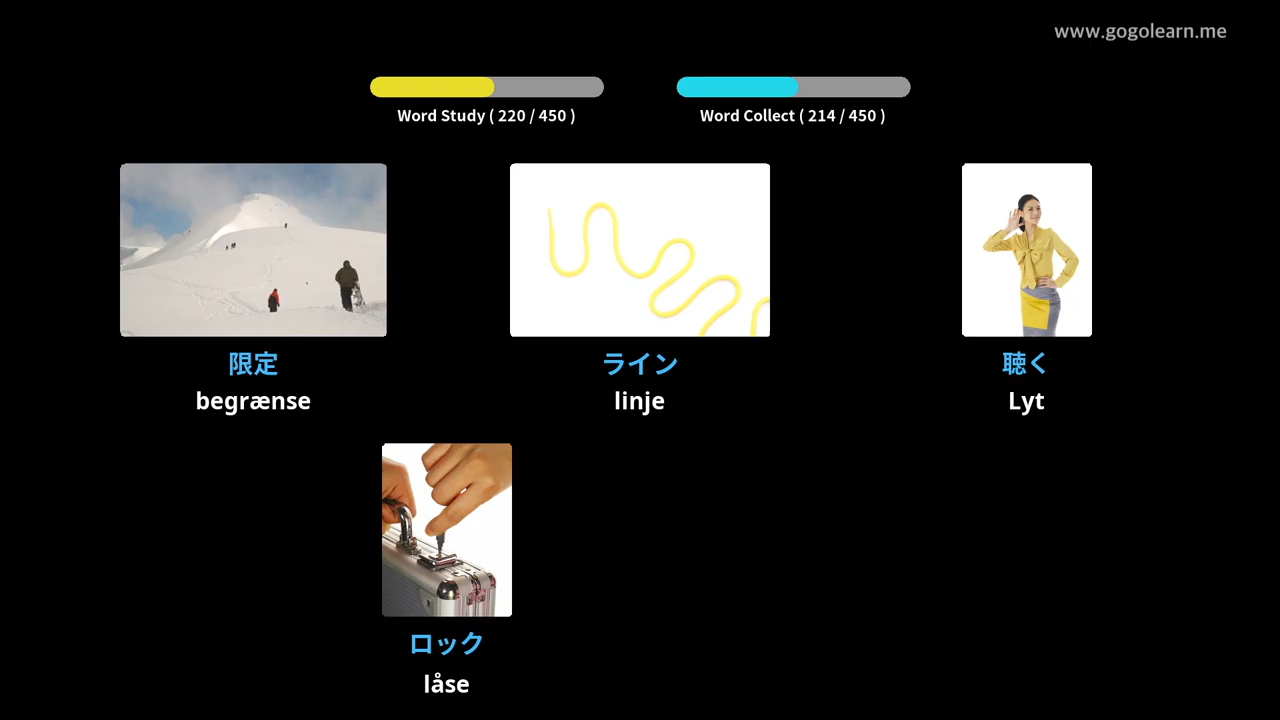 www.gogolearn.me
Word Study ( 220 / 450 )
Word Collect ( 214 / 450 )
限定
begrænse
ライン
linje
聴く
Lyt
ロック
låse